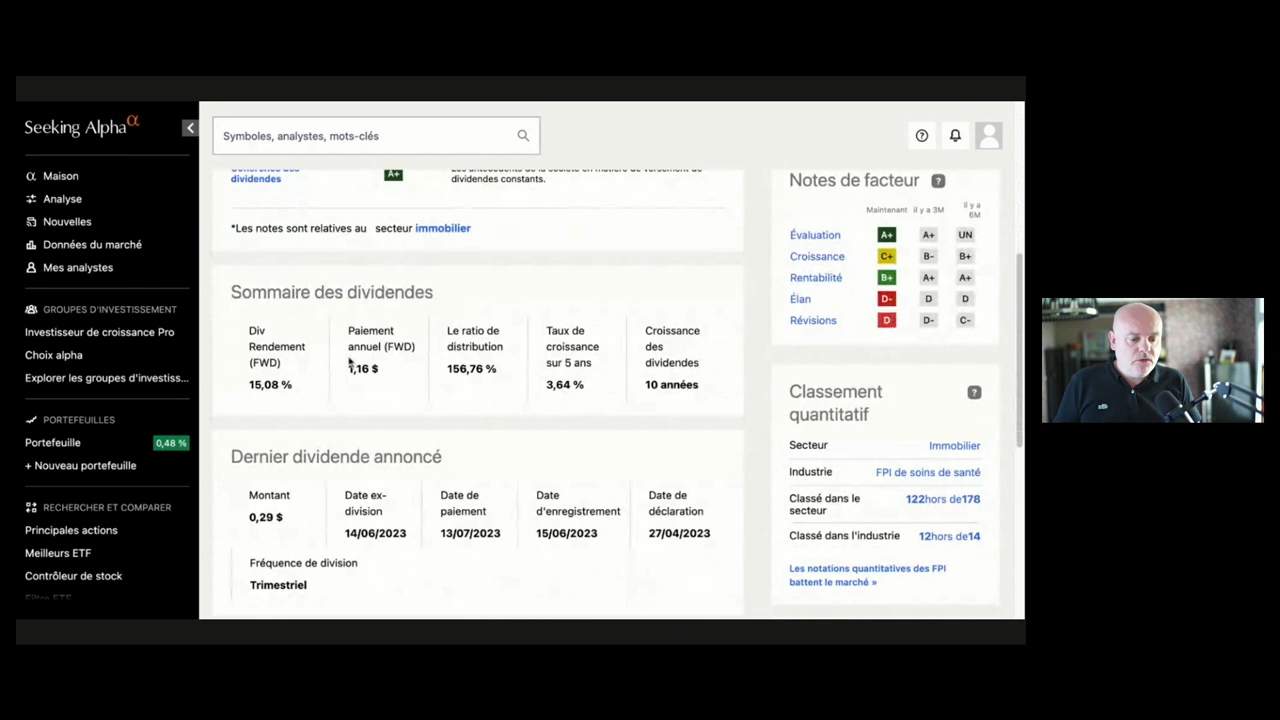 Seeking Alpha α
Maison
Analyse
Nouvelles
Données du marché
Mes analystes
GROUPES D'INVESTISSEMENT
Investisseur de croissance Pro
Choix alpha
Explorer les groupes d'investiss...
PORTEFEUILLES
Portefeuille 0,48 %
+ Nouveau portefeuille
RECHERCHER ET COMPARER
Principales actions
Meilleurs ETF
Contrôleur de stock
Symboles, analystes, mots-clés
dividendes A+
dividendes constants.
*Les notes sont relatives au secteur immobilier
Sommaire des dividendes
Div Paiement Le ratio de Taux de Croissance
Rendement annuel (FWD) distribution croissance des
(FWD) sur 5 ans dividendes
1,16 $ 156,76 %
15,08 % 3,64 % 10 années
Dernier dividende annoncé
Montant Date ex- Date de Date Date de
division paiement d'enregistrement déclaration
0,29 $
14/06/2023 13/07/2023 15/06/2023 27/04/2023
Fréquence de division
Trimestriel
Notes de facteur ?
Maintenant il y a 3M il y a
6M
Évaluation A+ A+ UN
Croissance C+ B- B+
Rentabilité B+ A+ A+
Élan D- D D
Révisions D D- C-
Classement ?
quantitatif
Secteur Immobilier
Industrie FPI de soins de santé
Classé dans le 122hors de178
secteur
Classé dans l'industrie 12hors de14
Les notations quantitatives des FPI
battent le marché »